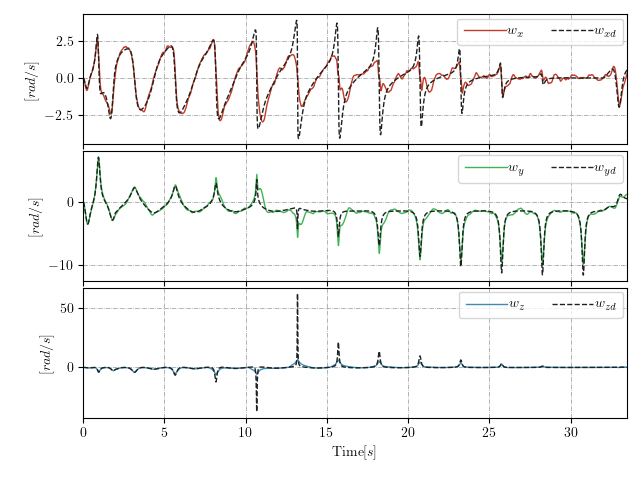 w_x w_xd
[rad/s]
2.5
0.0
−2.5
w_y w_yd
[rad/s]
0
−10
w_z w_zd
[rad/s]
50
0
0 5 10 15 20 25 30
Time[s]